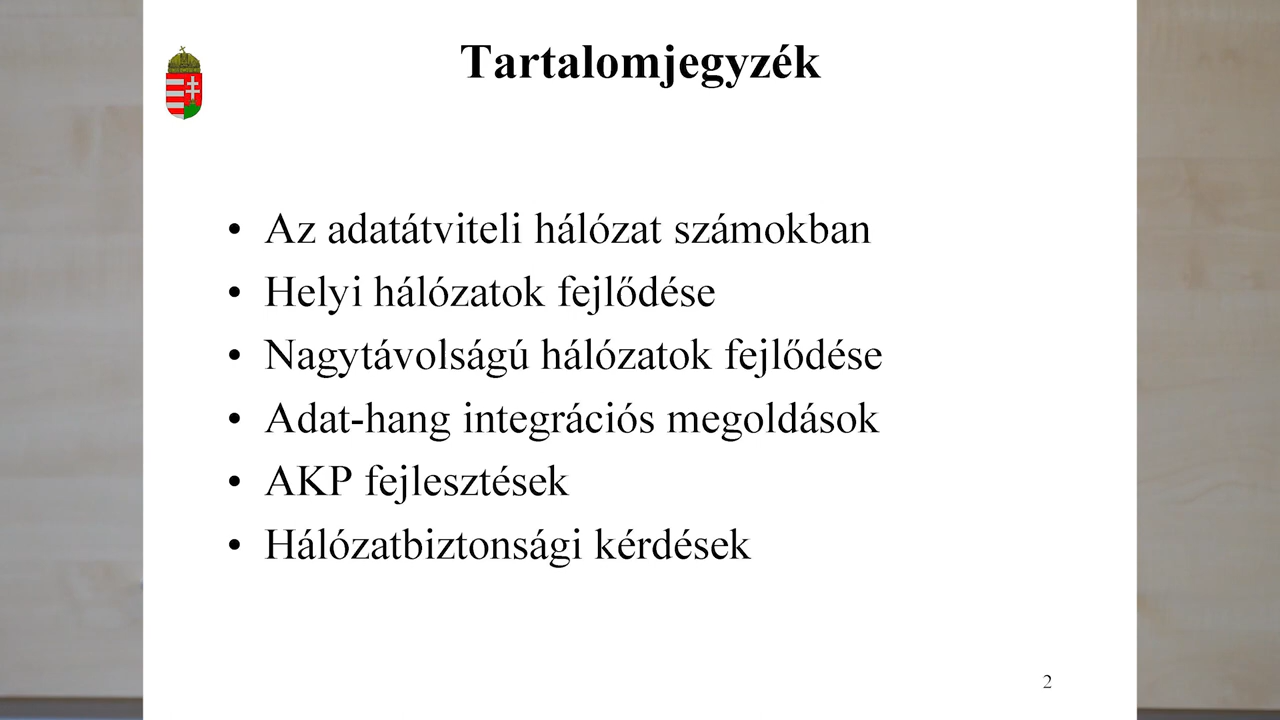 Tartalomjegyzék
• Az adatátviteli hálózat számokban
• Helyi hálózatok fejlődése
• Nagytávolságú hálózatok fejlődése
• Adat-hang integrációs megoldások
• AKP fejlesztések
• Hálózatbiztonsági kérdések
2